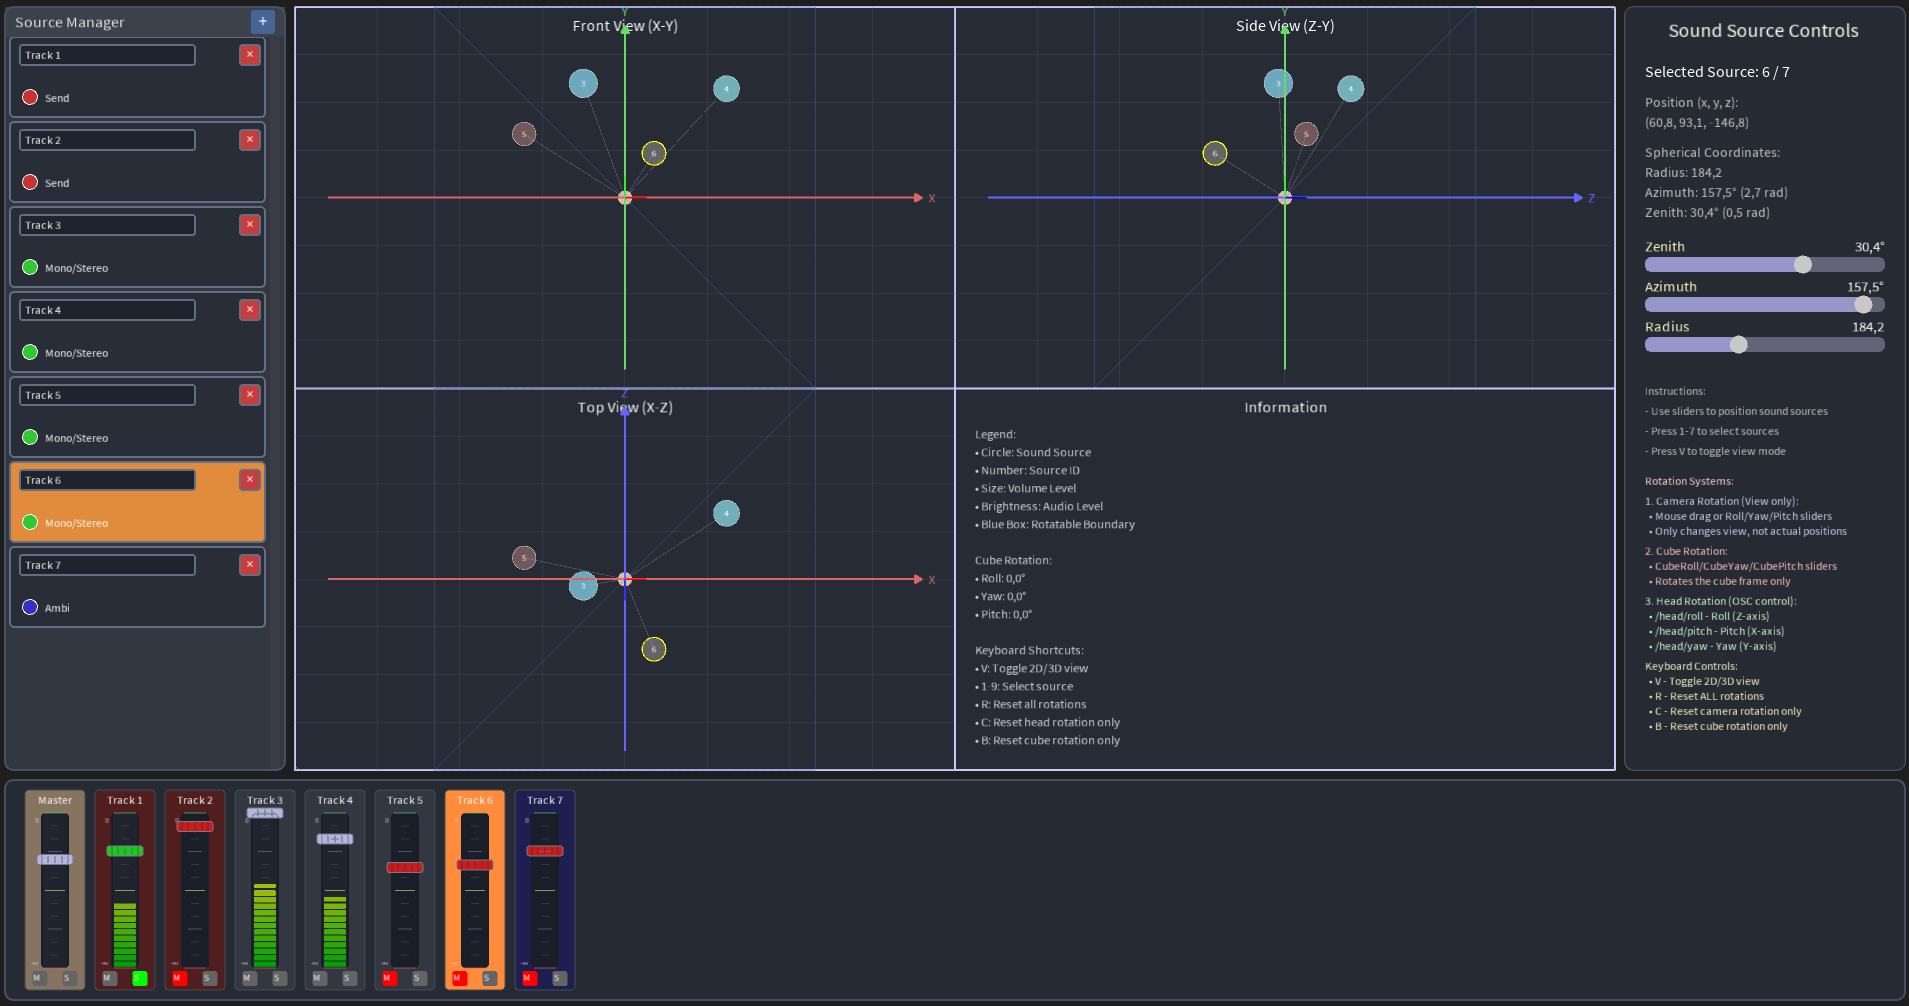 Source Manager
+
Track 1
×
Send
Track 2
×
Send
Track 3
×
Mono/Stereo
Track 4
×
Mono/Stereo
Track 5
×
Mono/Stereo
Track 6
×
Mono/Stereo
Track 7
×
Ambi
Y
Front View (X-Y)
3
4
5
6
X
Y
Side View (Z-Y)
3
4
5
6
Z
Z
Top View (X-Z)
4
5
3
6
X
Information
Legend:
• Circle: Sound Source
• Number: Source ID
• Size: Volume Level
• Brightness: Audio Level
• Blue Box: Rotatable Boundary
Cube Rotation:
• Roll: 0,0°
• Yaw: 0,0°
• Pitch: 0,0°
Keyboard Shortcuts:
• V: Toggle 2D/3D view
• 1-9: Select source
• R: Reset all rotations
• C: Reset head rotation only
• B: Reset cube rotation only
Sound Source Controls
Selected Source: 6 / 7
Position (x, y, z):
(60,8, 93,1, -146,8)
Spherical Coordinates:
Radius: 184,2
Azimuth: 157,5° (2,7 rad)
Zenith: 30,4° (0,5 rad)
Zenith 30,4°
Azimuth 157,5°
Radius 184,2
Instructions:
- Use sliders to position sound sources
- Press 1-7 to select sources
- Press V to toggle view mode
Rotation Systems:
1. Camera Rotation (View only):
• Mouse drag or Roll/Yaw/Pitch sliders
• Only changes view, not actual positions
2. Cube Rotation:
• CubeRoll/CubeYaw/CubePitch sliders
• Rotates the cube frame only
3. Head Rotation (OSC control):
• /head/roll - Roll (Z-axis)
• /head/pitch - Pitch (X-axis)
• /head/yaw - Yaw (Y-axis)
Keyboard Controls:
• V - Toggle 2D/3D view
• R - Reset ALL rotations
• C - Reset camera rotation only
• B - Reset cube rotation only
Master Track 1 Track 2 Track 3 Track 4 Track 5 Track 6 Track 7
0 0 0 0 0 0 0 0
-∞ -∞ -∞ -∞ -∞ -∞ -∞ -∞
M S M S M S M S M S M S M S M S